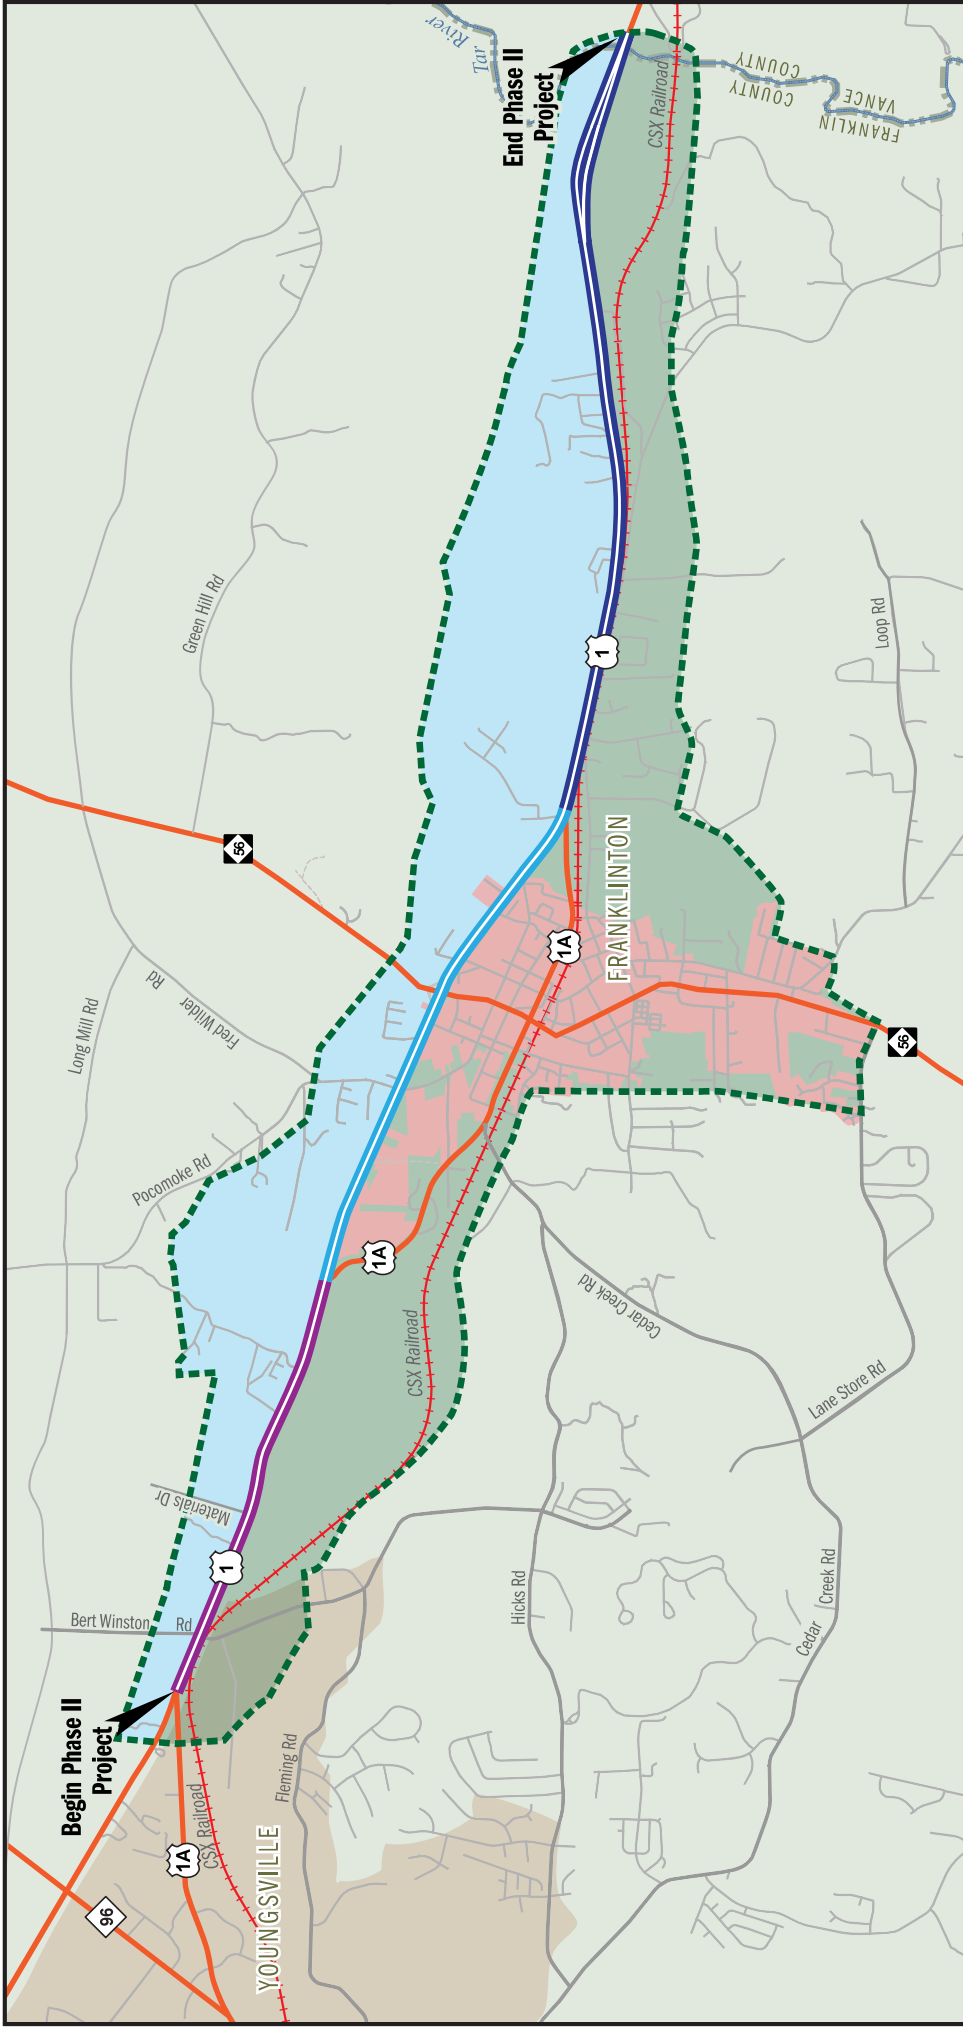 River
Tar
End Phase II
Project
CSX Railroad
COUNTY
COUNTY
VANCE
FRANKLIN
Green Hill Rd
Loop Rd
1
56
FRANKLINTON
1A
Long Mill Rd
Fred Wilder
Rd
56
Pocomoke Rd
1A
CSX Railroad
Cedar Creek Rd
Lane Store Rd
Materials Dr
1
Bert Winston
Rd
Hicks Rd
Creek Rd
Cedar
Begin Phase II
Project
Fleming Rd
CSX Railroad
1A
96
YOUNGSVILLE